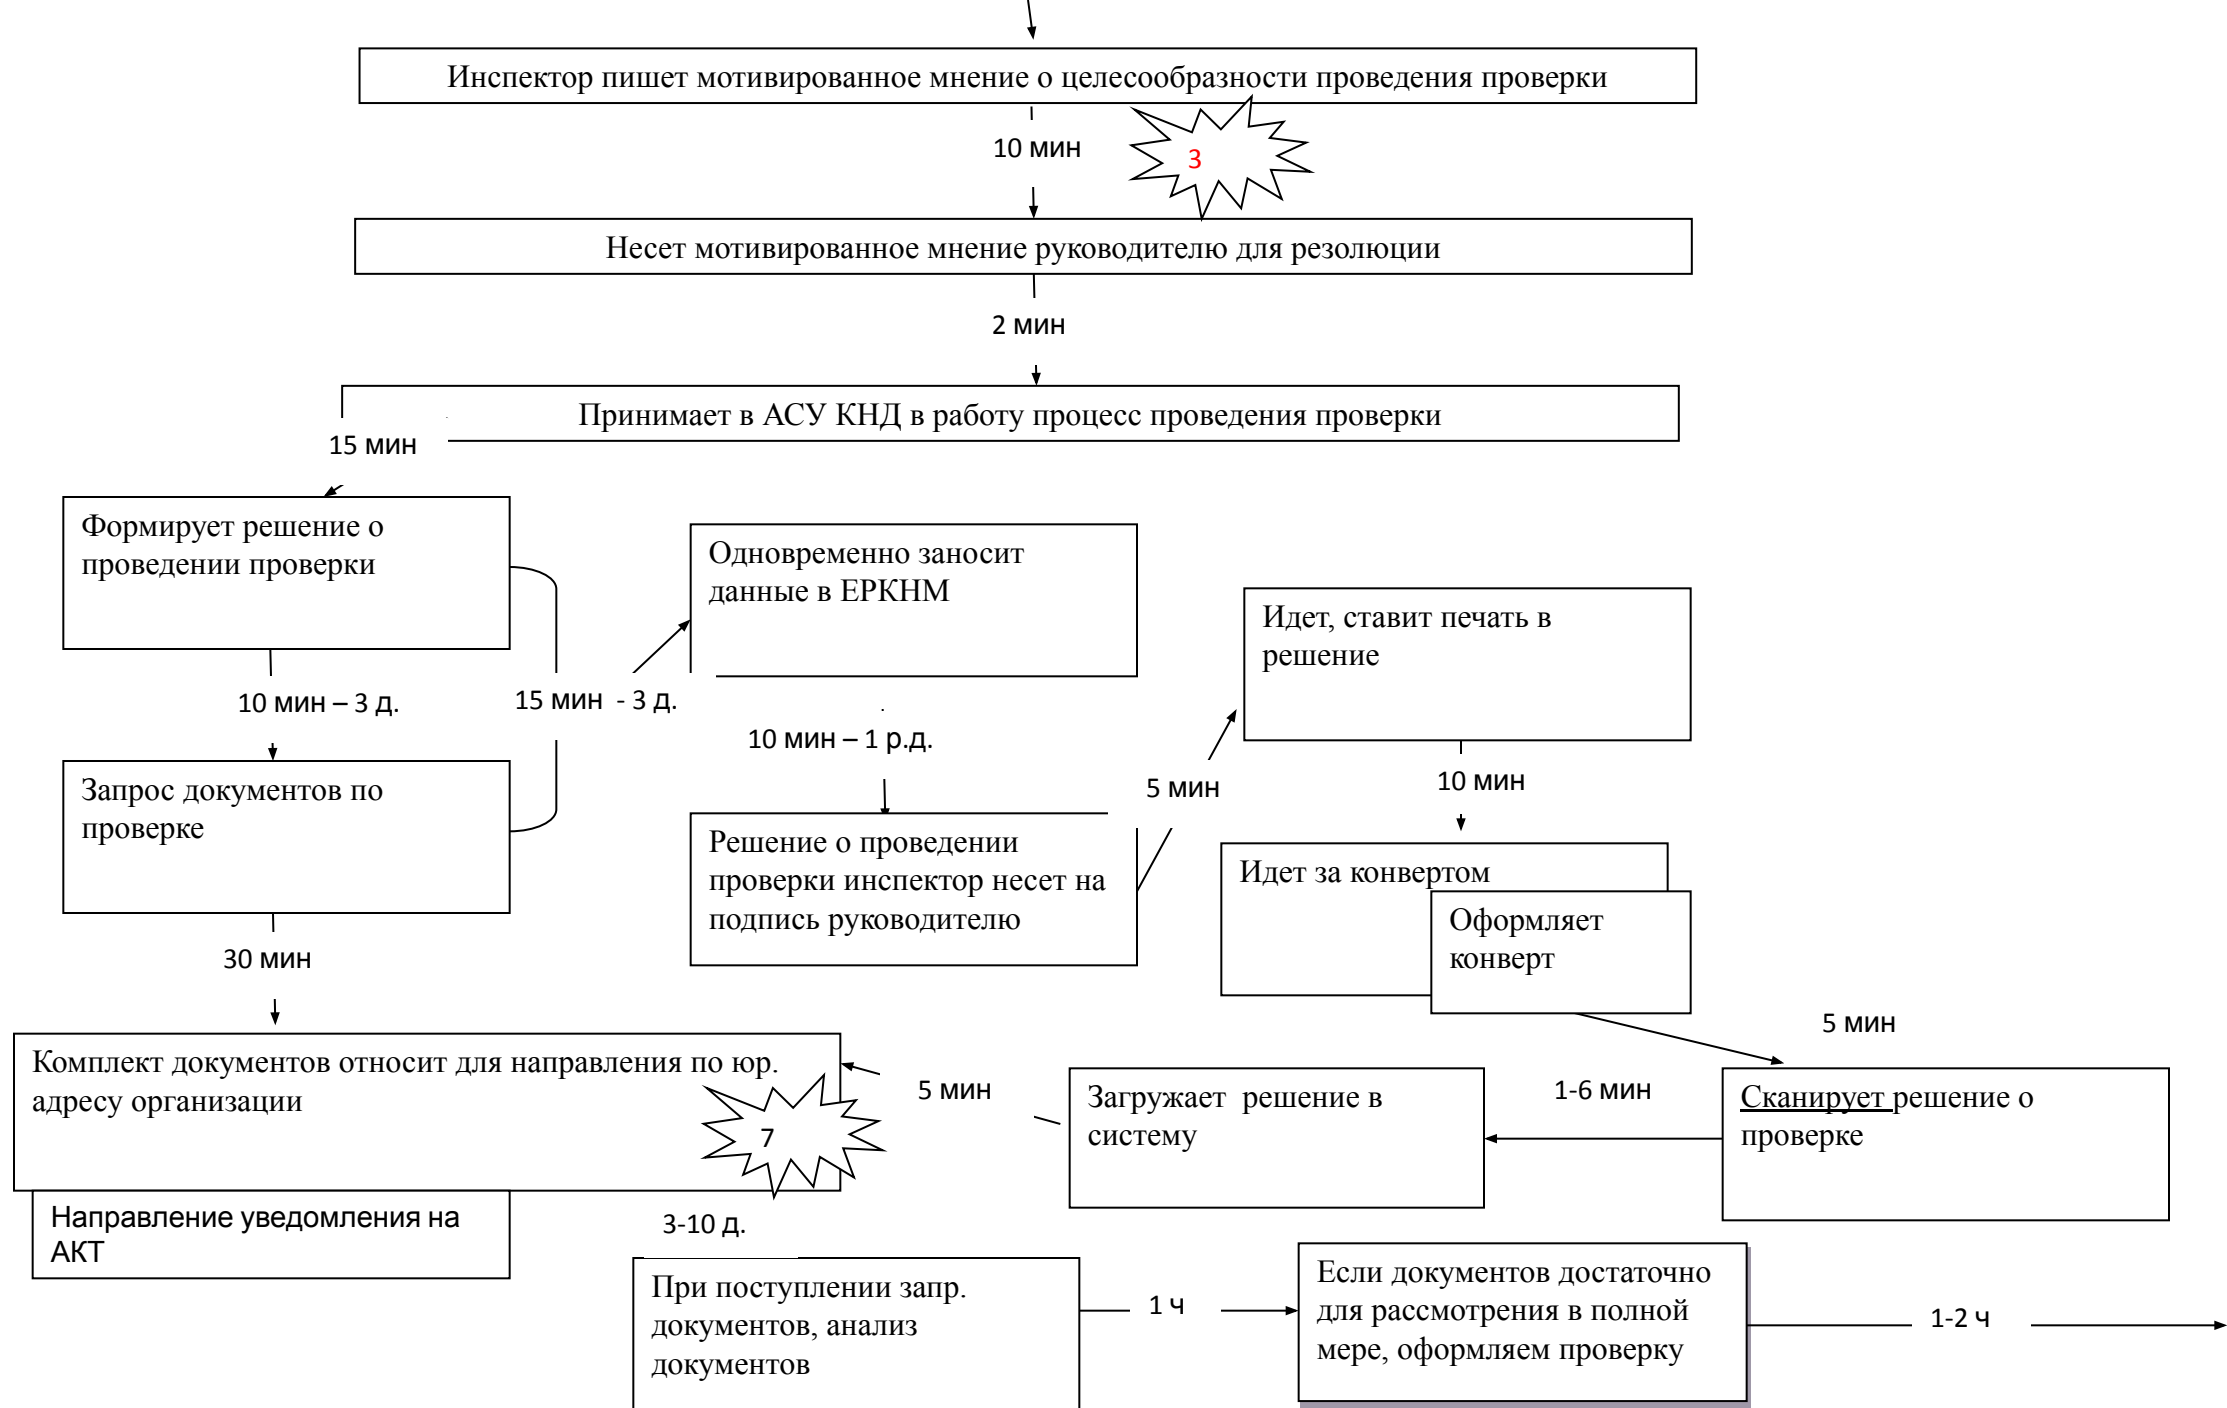 Инспектор пишет мотивированное мнение о целесообразности проведения проверки
10 мин
3
Несет мотивированное мнение руководителю для резолюции
2 мин
Принимает в АСУ КНД в работу процесс проведения проверки
15 мин
Формирует решение о
проведении проверки
Одновременно заносит
данные в ЕРКНМ
Идет, ставит печать в
решение
10 мин – 3 д.
15 мин - 3 д.
10 мин – 1 р.д.
5 мин
10 мин
Запрос документов по
проверке
Решение о проведении
проверки инспектор несет на
подпись руководителю
Идет за конвертом
Оформляет
конверт
30 мин
5 мин
Комплект документов относит для направления по юр.
адресу организации
7
5 мин
Загружает решение в
систему
1-6 мин
Сканирует решение о
проверке
Направление уведомления на
АКТ
3-10 д.
При поступлении запр.
документов, анализ
документов
1 ч
Если документов достаточно
для рассмотрения в полной
мере, оформляем проверку
1-2 ч